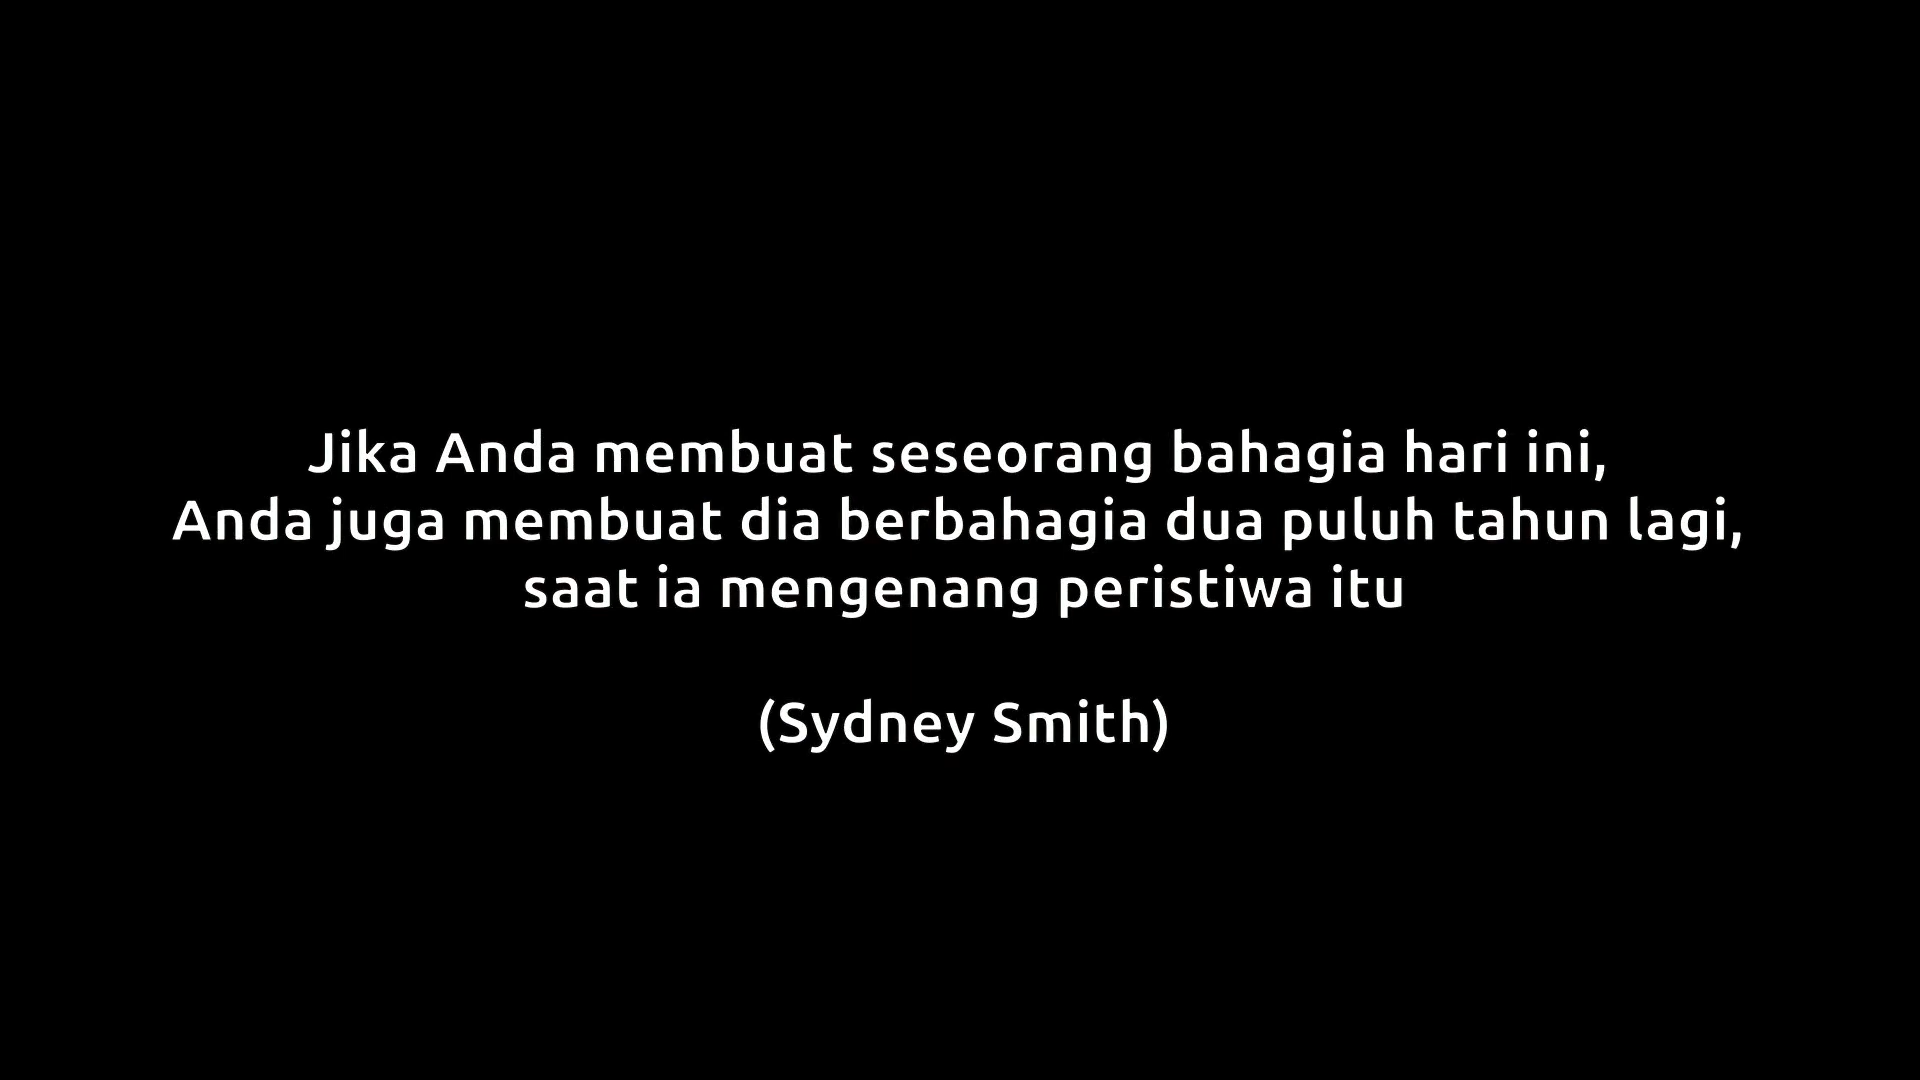 Jika Anda membuat seseorang bahagia hari ini,
Anda juga membuat dia berbahagia dua puluh tahun lagi,
saat ia mengenang peristiwa itu
(Sydney Smith)